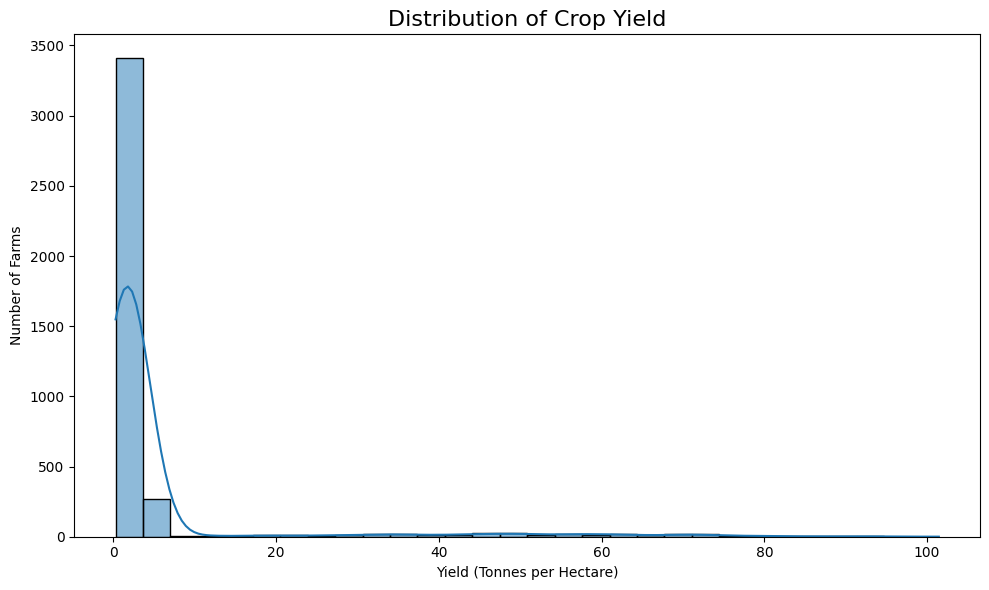 Distribution of Crop Yield
3500
3000
2500
2000
1500
1000
500
0
Number of Farms
0 20 40 60 80 100
Yield (Tonnes per Hectare)